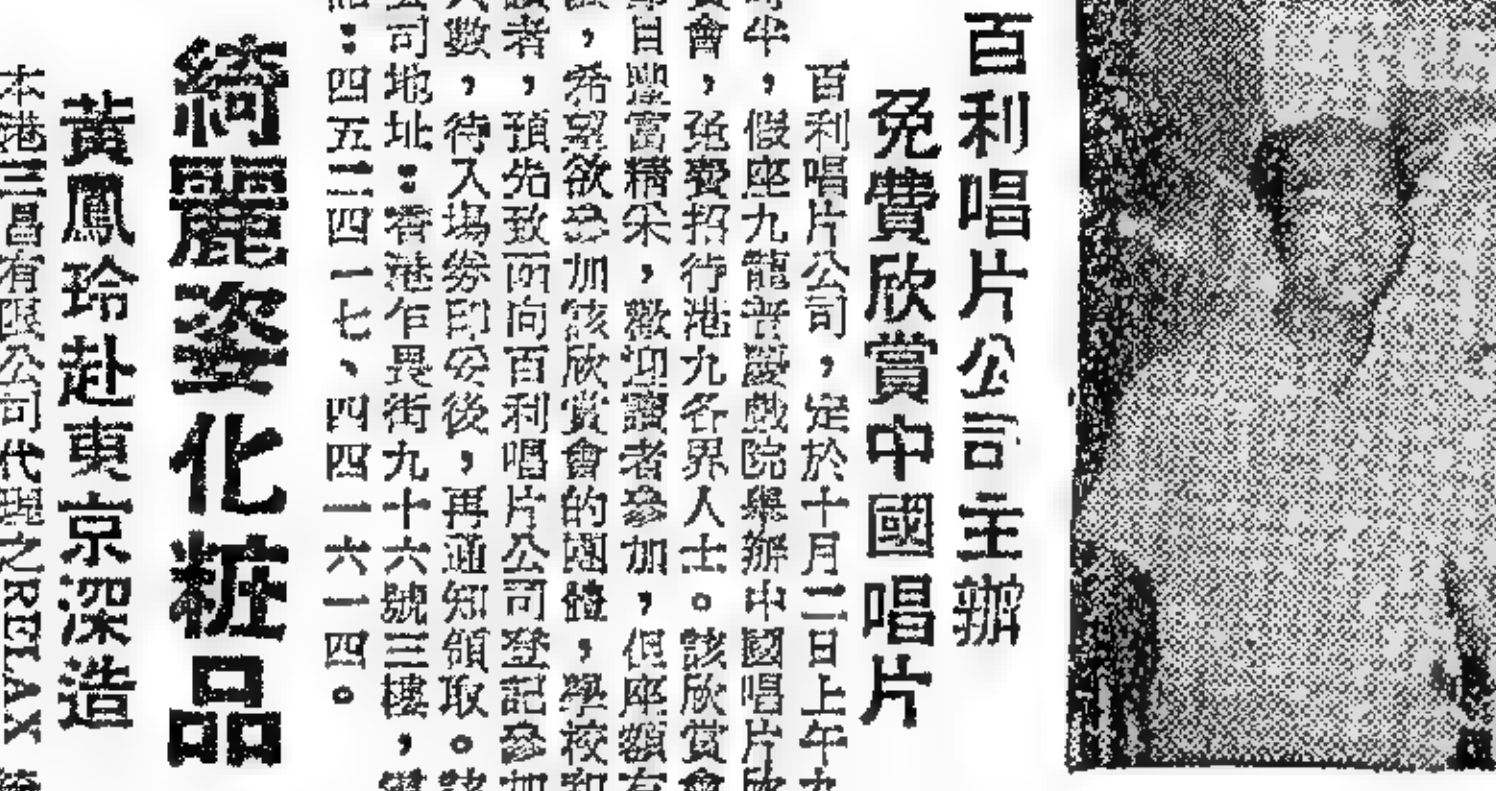 百利唱片公司主辦
免費欣賞中國唱片
百利唱片公司，定於十月二日上午九
時半，假座九龍普慶戲院舉辦中國唱片欣
賞會，免費招待港九各界人士。該欣賞會
節目豐富精采，歡迎讀者參加，但座額有
，希望欲參加該欣賞會的團體，學校和
讀者，預先致函向百利唱片公司登記參加
人數，待入場券印妥後，再通知領取。該
公司地址：香港乍畏街九十六號三樓，
：四五三四一七、四四一六一四。
綺麗姿化粧品
黃鳳玲赴東京深造
本港三昌有限公司代理之RELAX